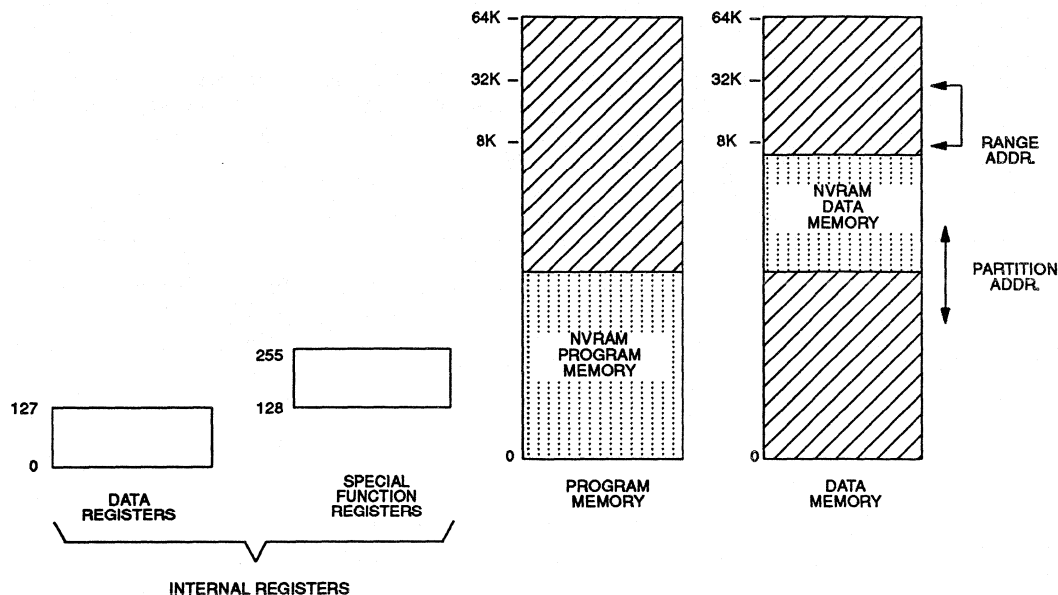 64K
32K
8K
0
NVRAM
PROGRAM
MEMORY
PROGRAM
MEMORY
64K
32K
8K
0
NVRAM
DATA
MEMORY
DATA
MEMORY
RANGE
ADDR.
PARTITION
ADDR.
127
0
DATA
REGISTERS
255
128
SPECIAL
FUNCTION
REGISTERS
INTERNAL REGISTERS